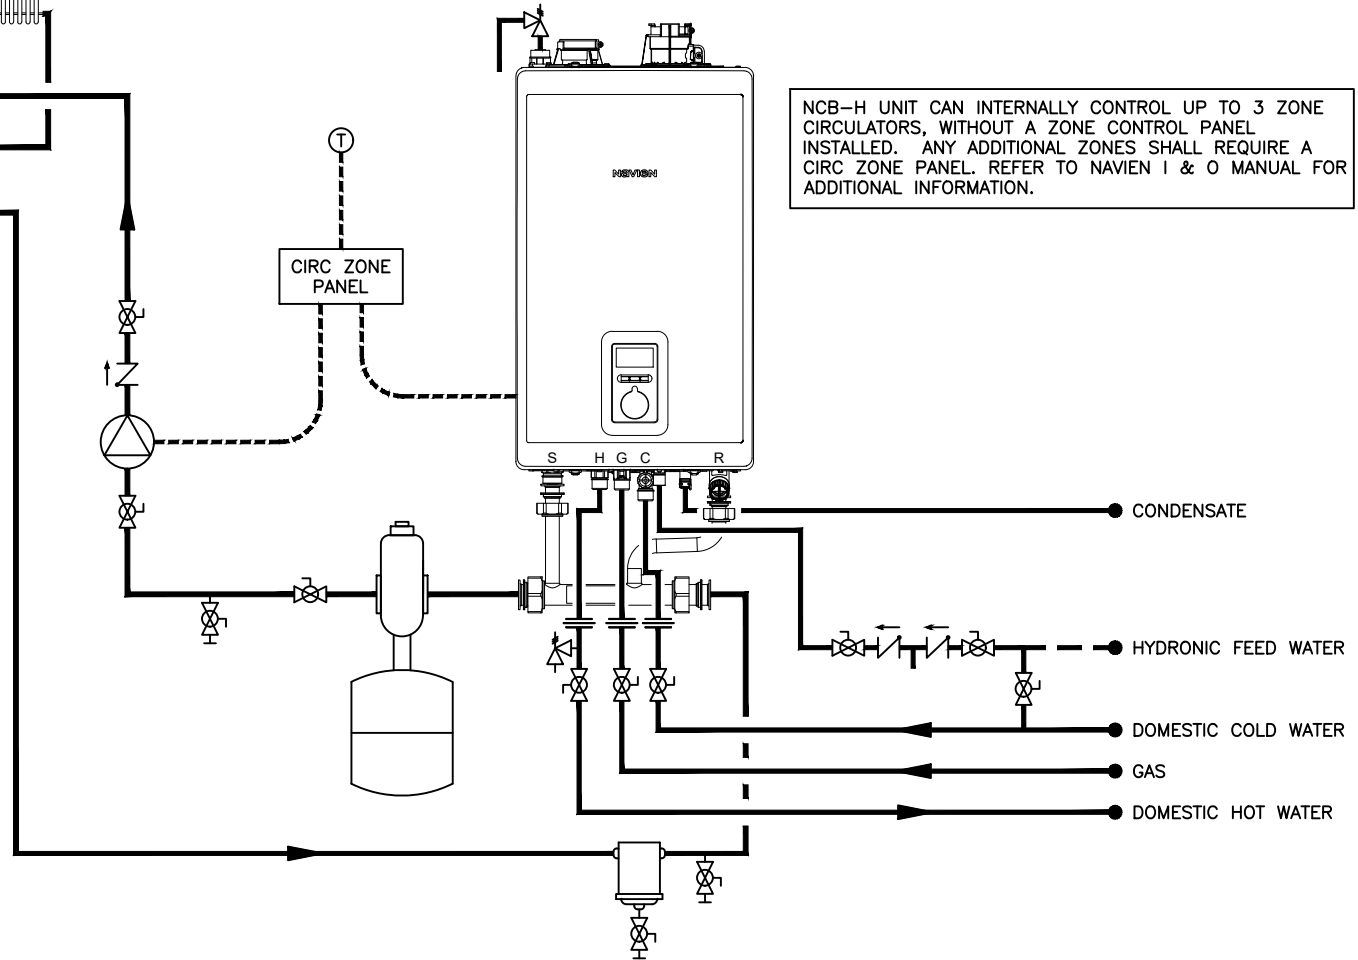 NCB-H UNIT CAN INTERNALLY CONTROL UP TO 3 ZONE
CIRCULATORS, WITHOUT A ZONE CONTROL PANEL
INSTALLED. ANY ADDITIONAL ZONES SHALL REQUIRE A
CIRC ZONE PANEL. REFER TO NAVIEN I & O MANUAL FOR
ADDITIONAL INFORMATION.
T
NAVIEN
CIRC ZONE
PANEL
S H G C R
CONDENSATE
HYDRONIC FEED WATER
DOMESTIC COLD WATER
GAS
DOMESTIC HOT WATER